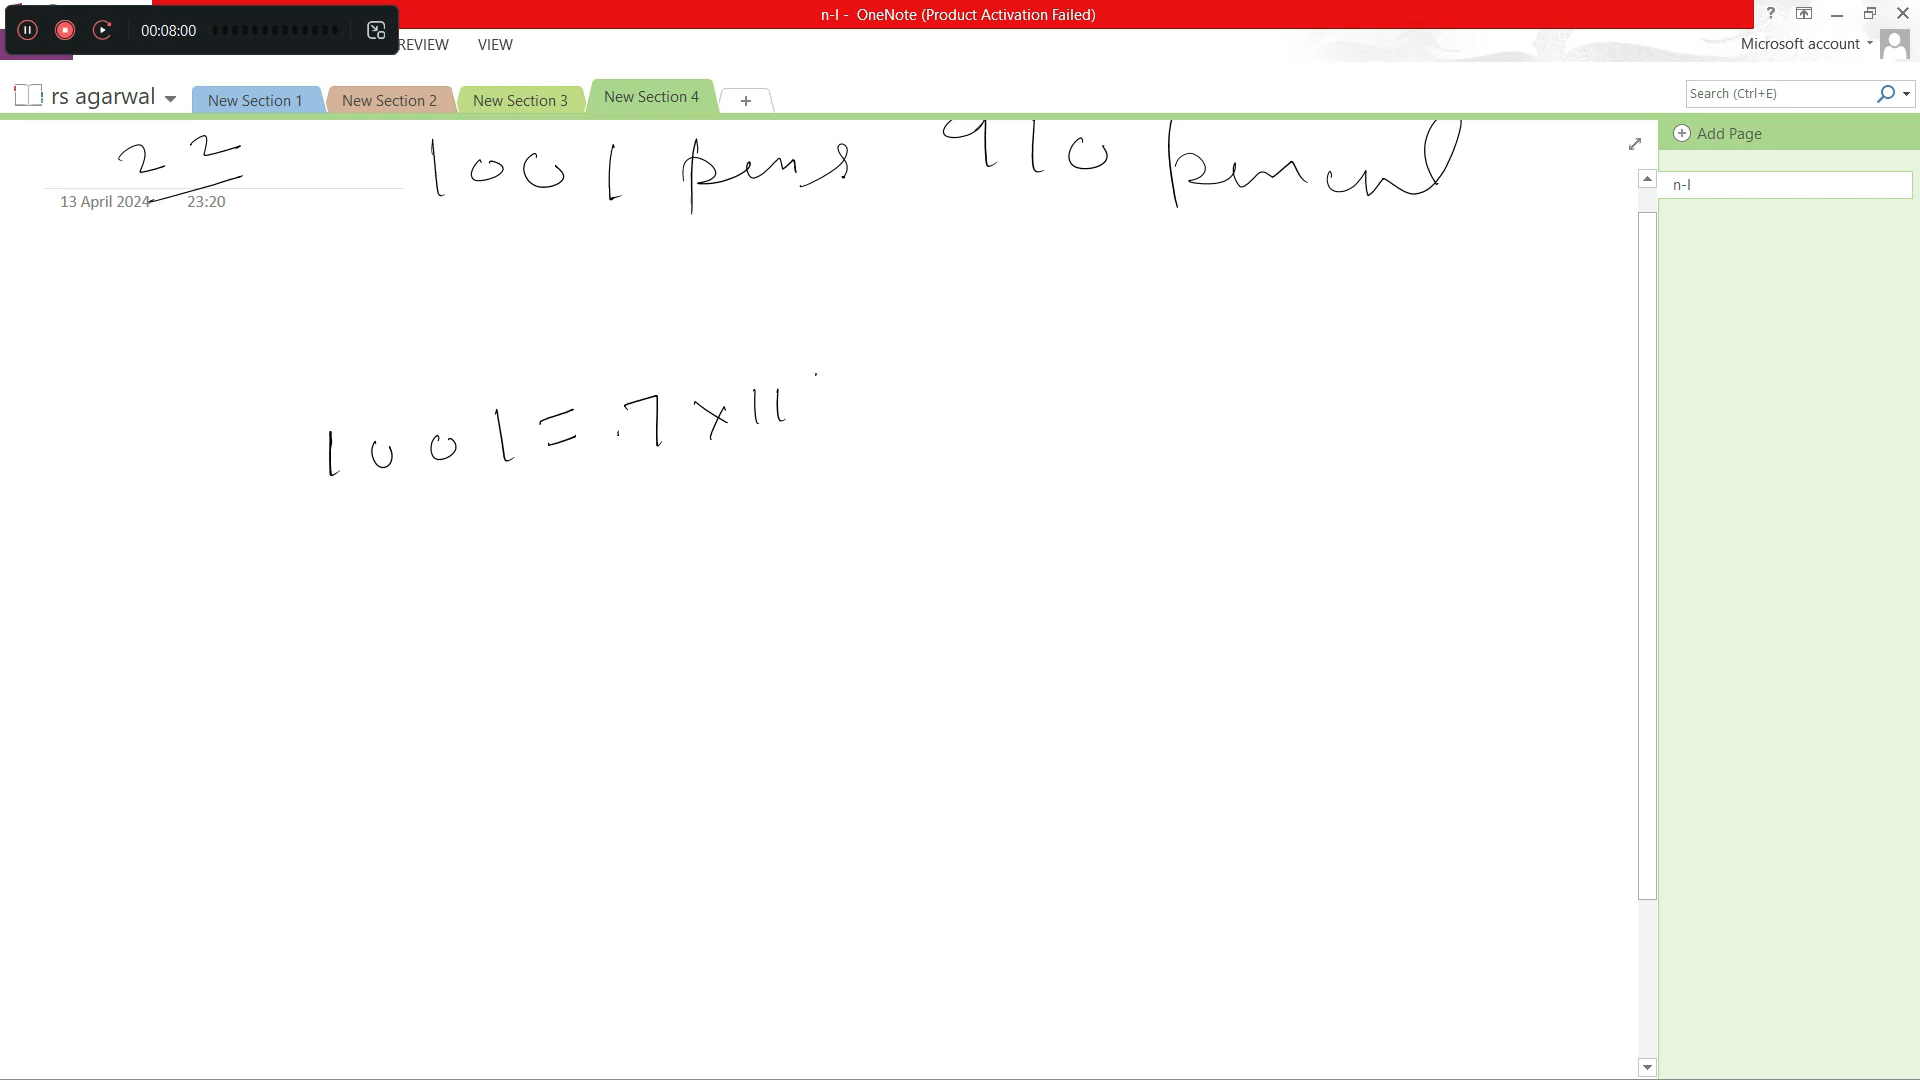 n-I - OneNote (Product Activation Failed)
00:08:00
REVIEW VIEW
Microsoft account
rs agarwal
New Section 1
New Section 2
New Section 3
New Section 4
Search (Ctrl+E)
Add Page
n-I
22 1001 pens 910 pencil
13 April 2024 23:20
1001 = 7 × 11